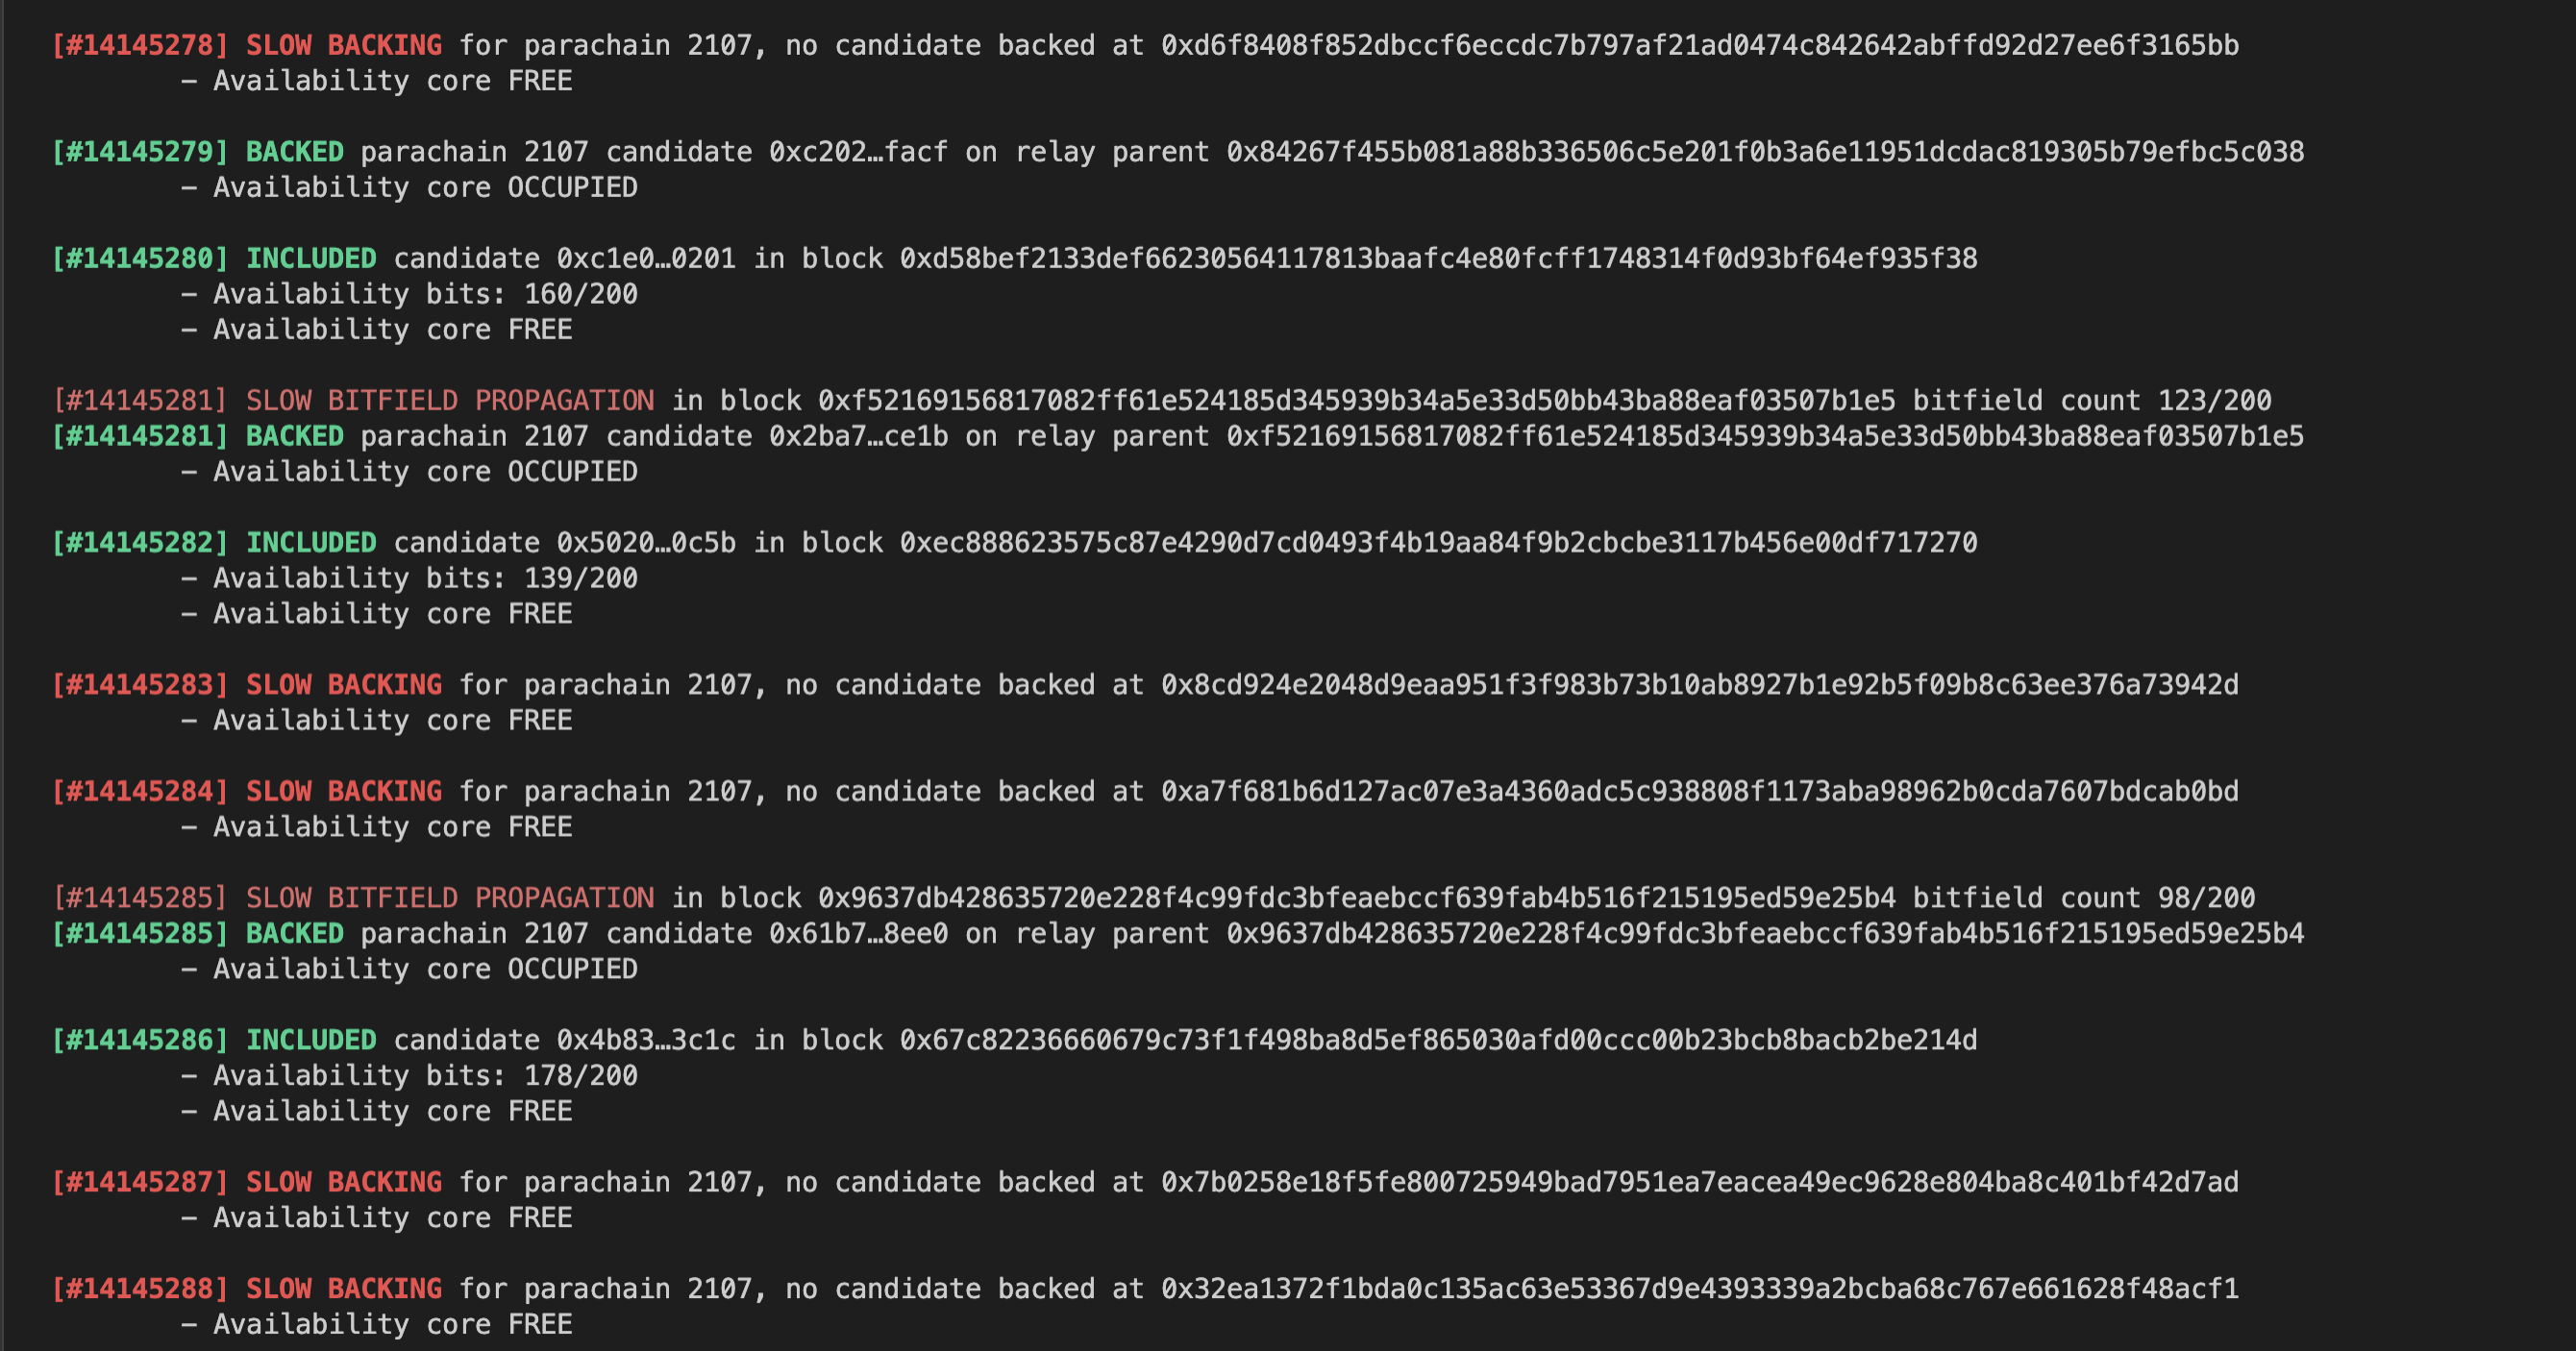 [#14145278] SLOW BACKING for parachain 2107, no candidate backed at 0xd6f8408f852dbccf6eccdc7b797af21ad0474c842642abffd92d27ee6f3165bb
– Availability core FREE
[#14145279] BACKED parachain 2107 candidate 0xc202…facf on relay parent 0x84267f455b081a88b336506c5e201f0b3a6e11951dcdac819305b79efbc5c038
– Availability core OCCUPIED
[#14145280] INCLUDED candidate 0xc1e0…0201 in block 0xd58bef2133def66230564117813baafc4e80fcff1748314f0d93bf64ef935f38
– Availability bits: 160/200
– Availability core FREE
[#14145281] SLOW BITFIELD PROPAGATION in block 0xf52169156817082ff61e524185d345939b34a5e33d50bb43ba88eaf03507b1e5 bitfield count 123/200
[#14145281] BACKED parachain 2107 candidate 0x2ba7…ce1b on relay parent 0xf52169156817082ff61e524185d345939b34a5e33d50bb43ba88eaf03507b1e5
– Availability core OCCUPIED
[#14145282] INCLUDED candidate 0x5020…0c5b in block 0xec888623575c87e4290d7cd0493f4b19aa84f9b2cbcbe3117b456e00df717270
– Availability bits: 139/200
– Availability core FREE
[#14145283] SLOW BACKING for parachain 2107, no candidate backed at 0x8cd924e2048d9eaa951f3f983b73b10ab8927b1e92b5f09b8c63ee376a73942d
– Availability core FREE
[#14145284] SLOW BACKING for parachain 2107, no candidate backed at 0xa7f681b6d127ac07e3a4360adc5c938808f1173aba98962b0cda7607bdcab0bd
– Availability core FREE
[#14145285] SLOW BITFIELD PROPAGATION in block 0x9637db428635720e228f4c99fdc3bfeaebccf639fab4b516f215195ed59e25b4 bitfield count 98/200
[#14145285] BACKED parachain 2107 candidate 0x61b7…8ee0 on relay parent 0x9637db428635720e228f4c99fdc3bfeaebccf639fab4b516f215195ed59e25b4
– Availability core OCCUPIED
[#14145286] INCLUDED candidate 0x4b83…3c1c in block 0x67c82236660679c73f1f498ba8d5ef865030afd00ccc00b23bcb8bacb2be214d
– Availability bits: 178/200
– Availability core FREE
[#14145287] SLOW BACKING for parachain 2107, no candidate backed at 0x7b0258e18f5fe800725949bad7951ea7eacea49ec9628e804ba8c401bf42d7ad
– Availability core FREE
[#14145288] SLOW BACKING for parachain 2107, no candidate backed at 0x32ea1372f1bda0c135ac63e53367d9e4393339a2bcba68c767e661628f48acf1
– Availability core FREE